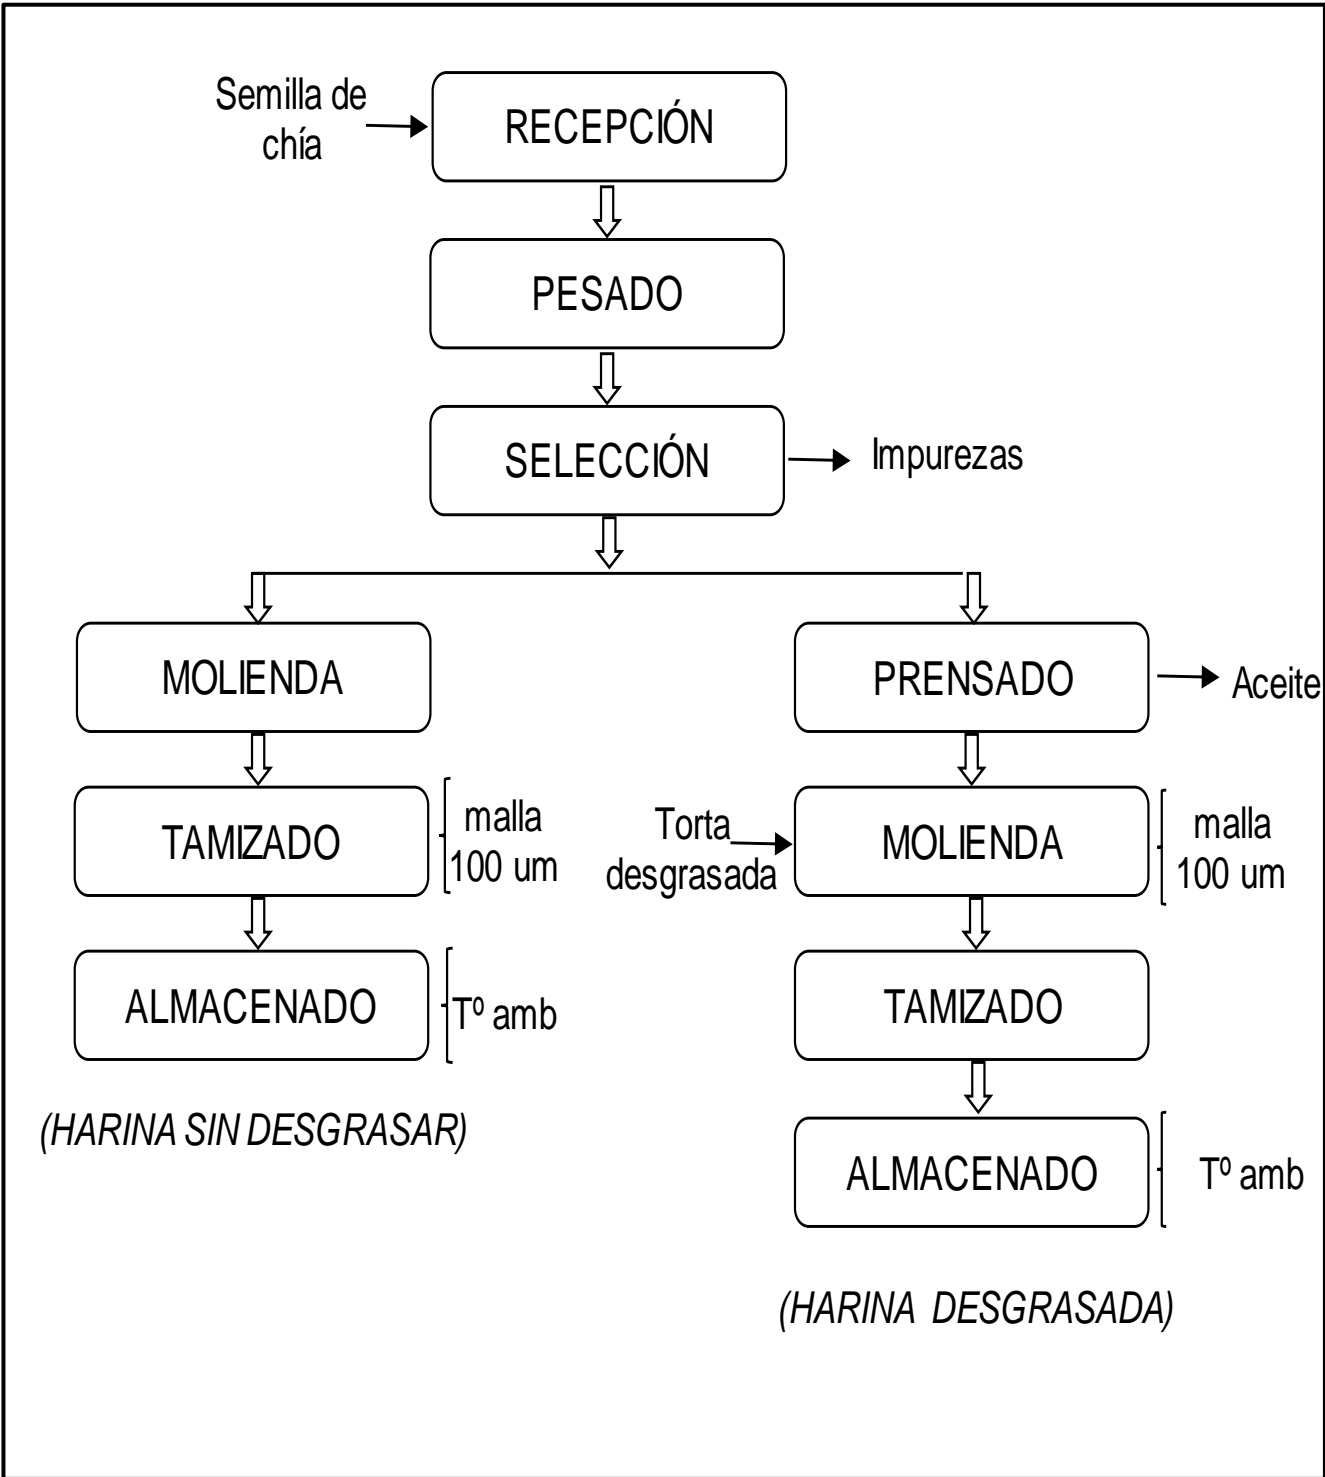 Semilla de
chía
RECEPCIÓN
PESADO
SELECCIÓN
Impurezas
MOLIENDA
TAMIZADO
malla
100 um
ALMACENADO
Tº amb
(HARINA SIN DESGRASAR)
PRENSADO
Aceite
Torta
desgrasada
MOLIENDA
malla
100 um
TAMIZADO
ALMACENADO
Tº amb
(HARINA DESGRASADA)